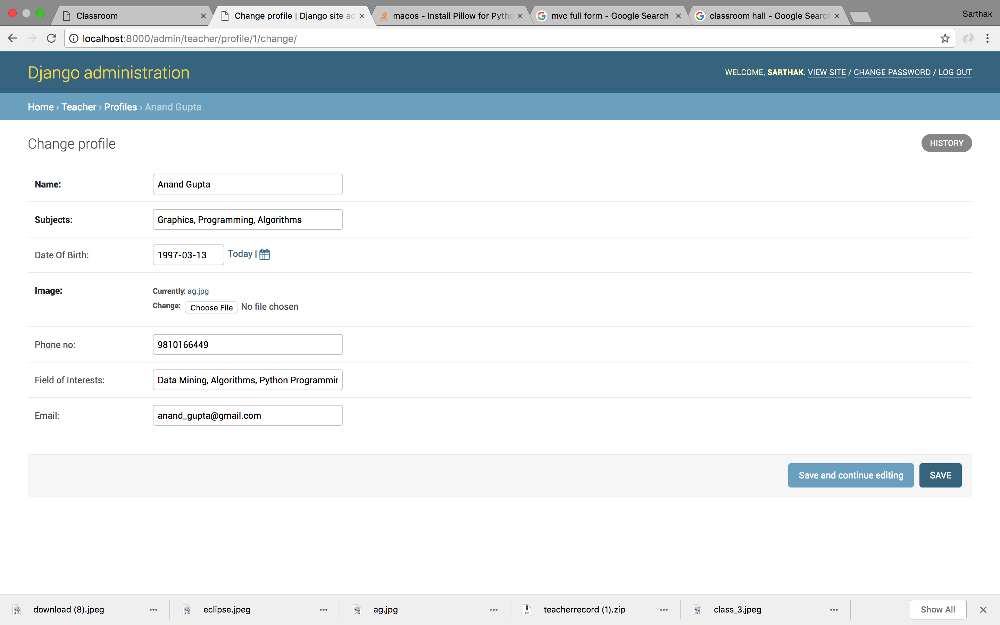 Classroom
Change profile | Django site ad
macos - Install Pillow for Pytho
mvc full form - Google Search
classroom hall - Google Search
Sarthak
localhost:8000/admin/teacher/profile/1/change/
Django administration
WELCOME, SARTHAK. VIEW SITE / CHANGE PASSWORD / LOG OUT
Home › Teacher › Profiles › Anand Gupta
Change profile
HISTORY
Name: Anand Gupta
Subjects: Graphics, Programming, Algorithms
Date Of Birth: 1997-03-13 Today |
Image: Currently: ag.jpg
Change: Choose File No file chosen
Phone no: 9810166449
Field of Interests: Data Mining, Algorithms, Python Programmin
Email: anand_gupta@gmail.com
Save and continue editing
SAVE
download (8).jpeg
eclipse.jpeg
ag.jpg
teacherrecord (1).zip
class_3.jpeg
Show All